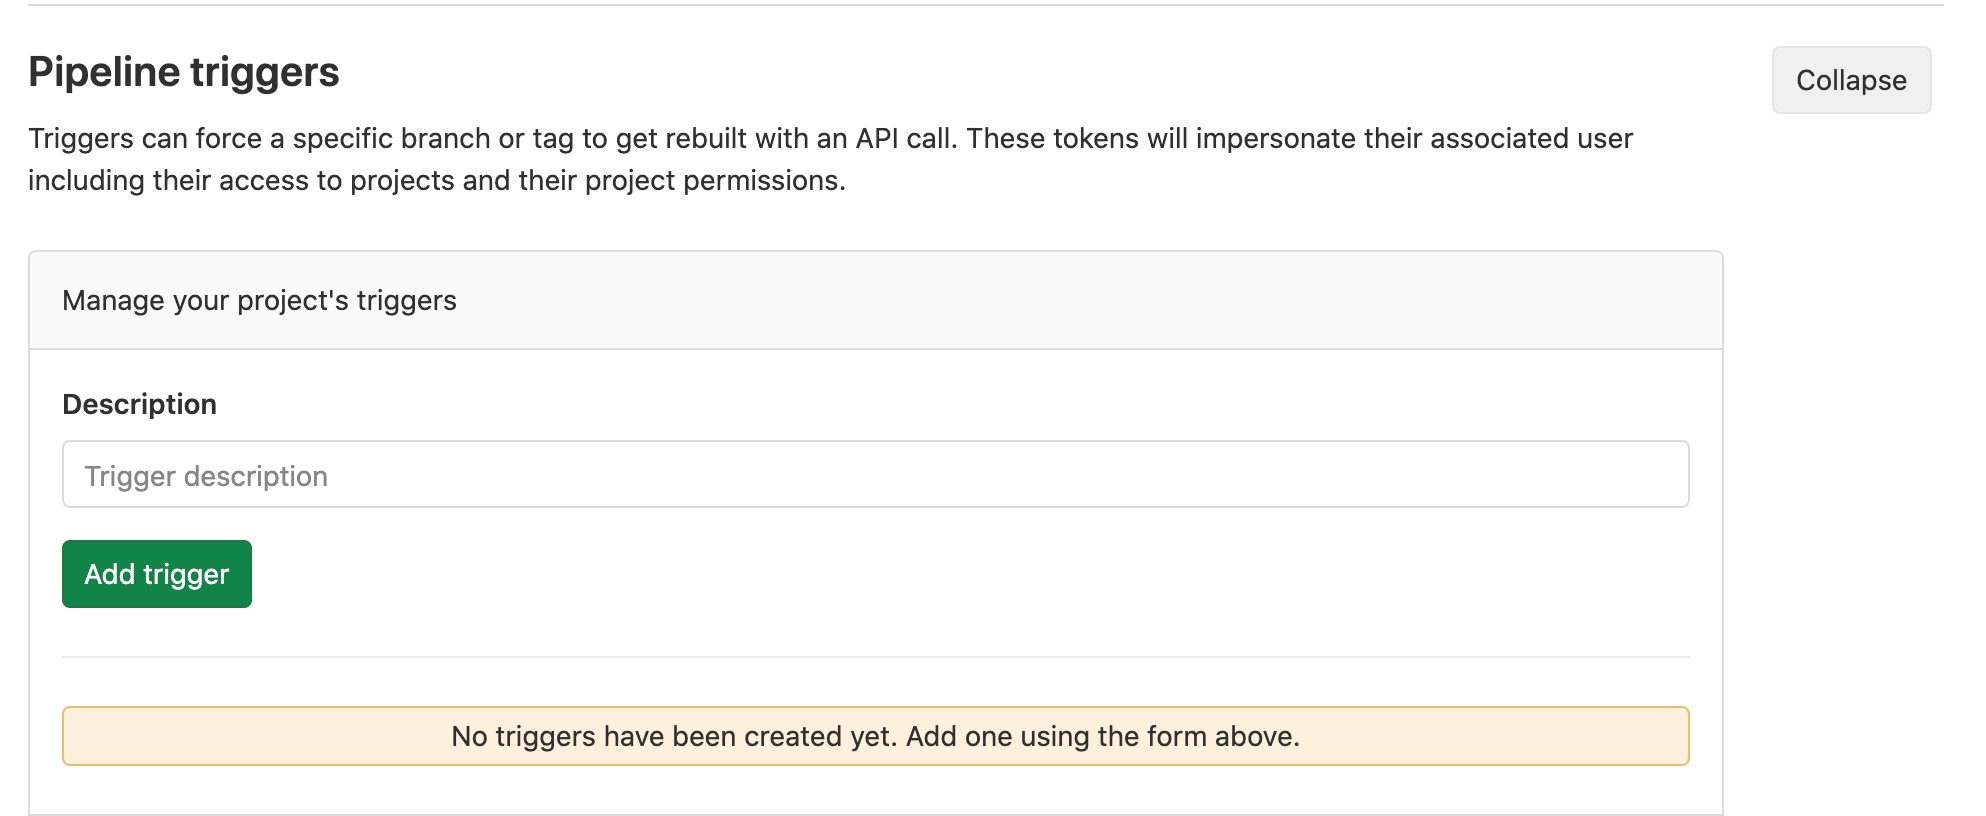 Pipeline triggers
Collapse
Triggers can force a specific branch or tag to get rebuilt with an API call. These tokens will impersonate their associated user
including their access to projects and their project permissions.
Manage your project's triggers
Description
Trigger description
Add trigger
No triggers have been created yet. Add one using the form above.